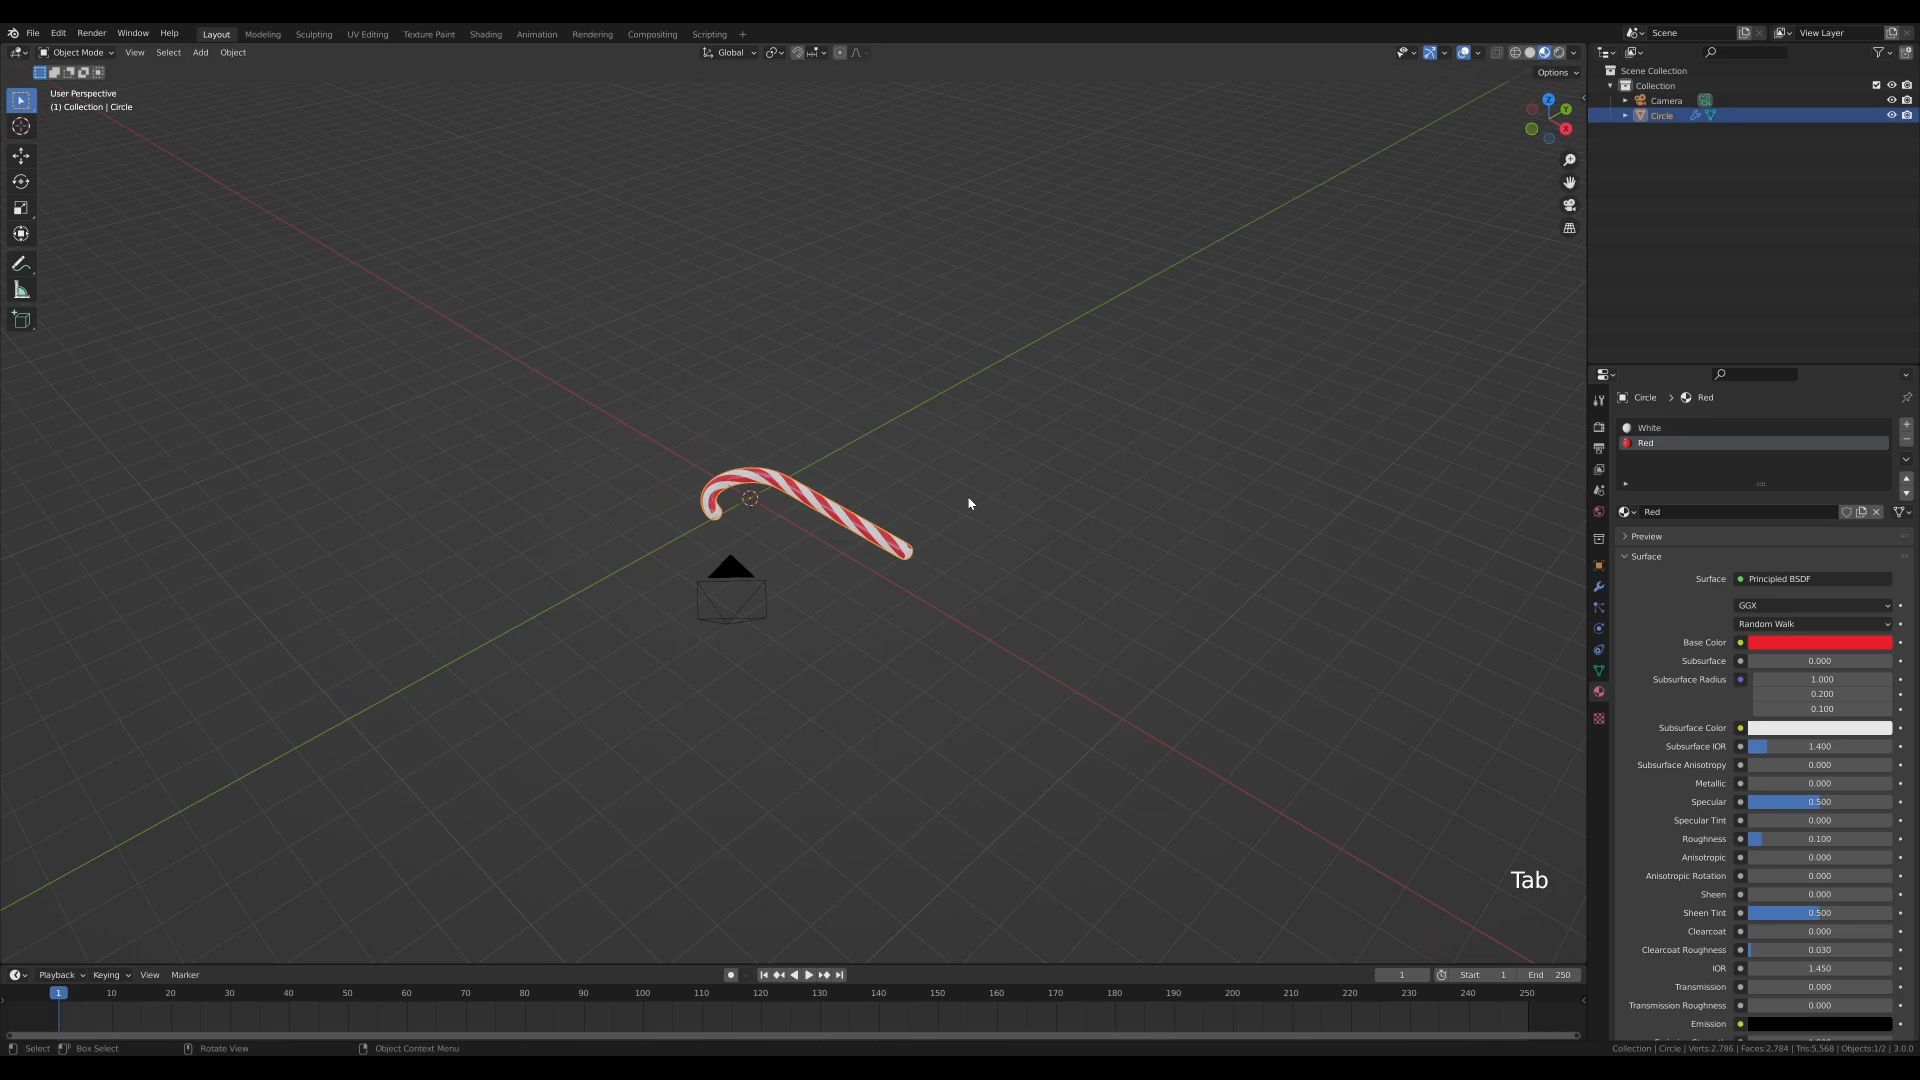 File Edit Render Window Help Layout Modeling Sculpting UV Editing Texture Paint Shading Animation Rendering Compositing Scripting + Scene View Layer
Object Mode View Select Add Object Global
Options
User Perspective
(1) Collection | Circle
Z
Y
X
Scene Collection
Collection
Camera
Circle
Circle > Red
White
Red
Red
Preview
Surface
Surface Principled BSDF
GGX
Random Walk
Base Color
Subsurface 0.000
Subsurface Radius 1.000
0.200
0.100
Subsurface Color
Subsurface IOR 1.400
Subsurface Anisotropy 0.000
Metallic 0.000
Specular 0.500
Specular Tint 0.000
Roughness 0.100
Anisotropic 0.000
Anisotropic Rotation 0.000
Sheen 0.000
Sheen Tint 0.500
Clearcoat 0.000
Clearcoat Roughness 0.030
IOR 1.450
Transmission 0.000
Transmission Roughness 0.000
Emission
Tab
Playback Keying View Marker 1 Start 1 End 250
1 10 20 30 40 50 60 70 80 90 100 110 120 130 140 150 160 170 180 190 200 210 220 230 240 250
Select Box Select Rotate View Object Context Menu Collection | Circle | Verts:2,786 | Faces:2,784 | Tris:5,568 | Objects:1/2 | 3.0.0